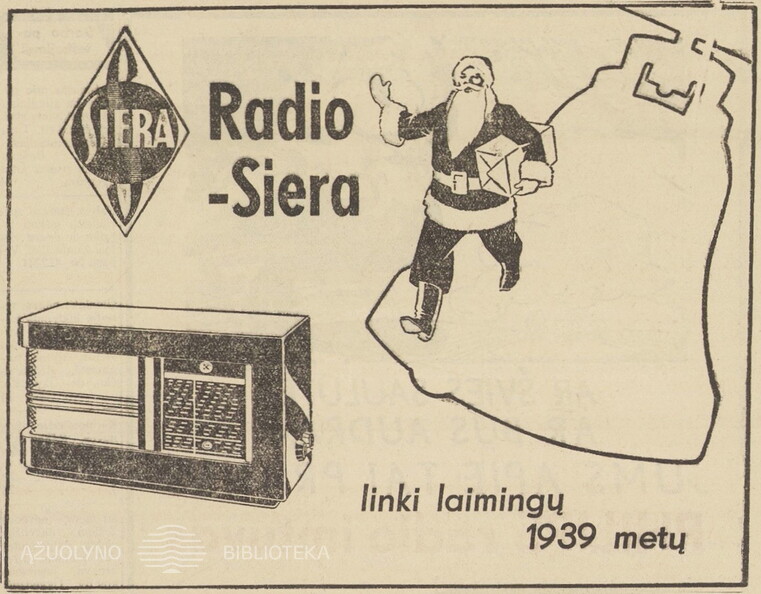 SIERA
Radio
-Siera
linki laimingų
1939 metų
ĄŽUOLYNO BIBLIOTEKA